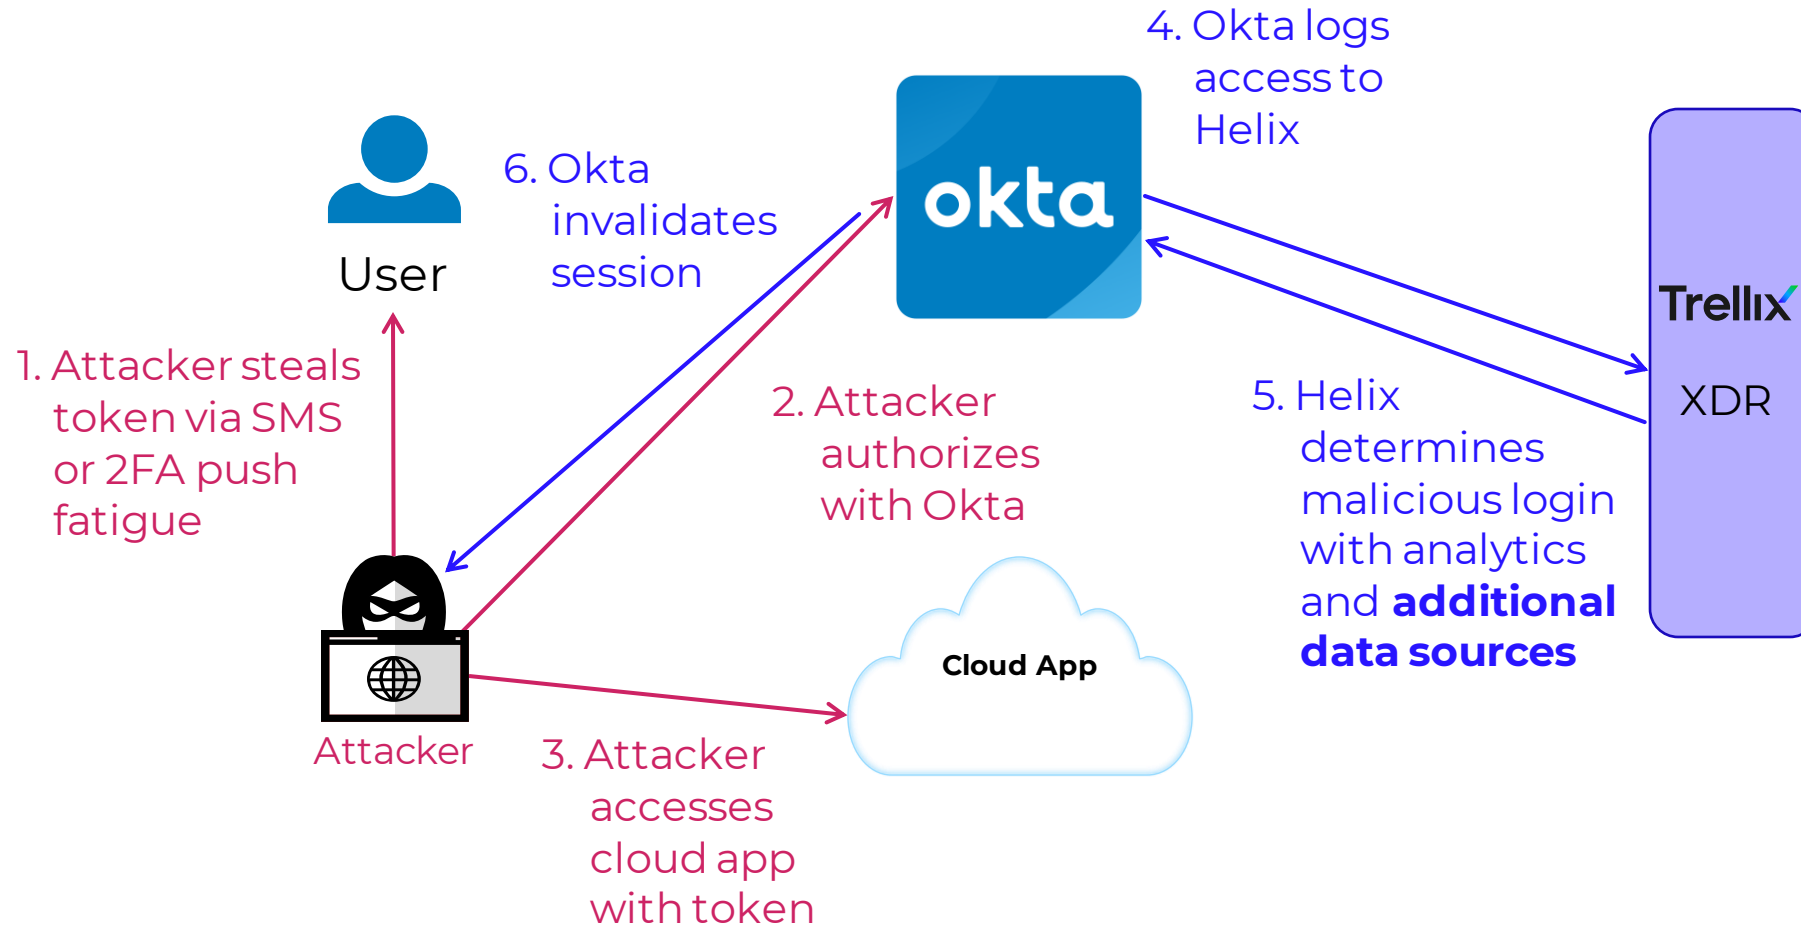 4. Okta logs
access to
Helix
okta
6. Okta
invalidates
session
User
Trellix
XDR
1. Attacker steals
token via SMS
or 2FA push
fatigue
2. Attacker
authorizes
with Okta
5. Helix
determines
malicious login
with analytics
and additional
data sources
Cloud App
Attacker
3. Attacker
accesses
cloud app
with token